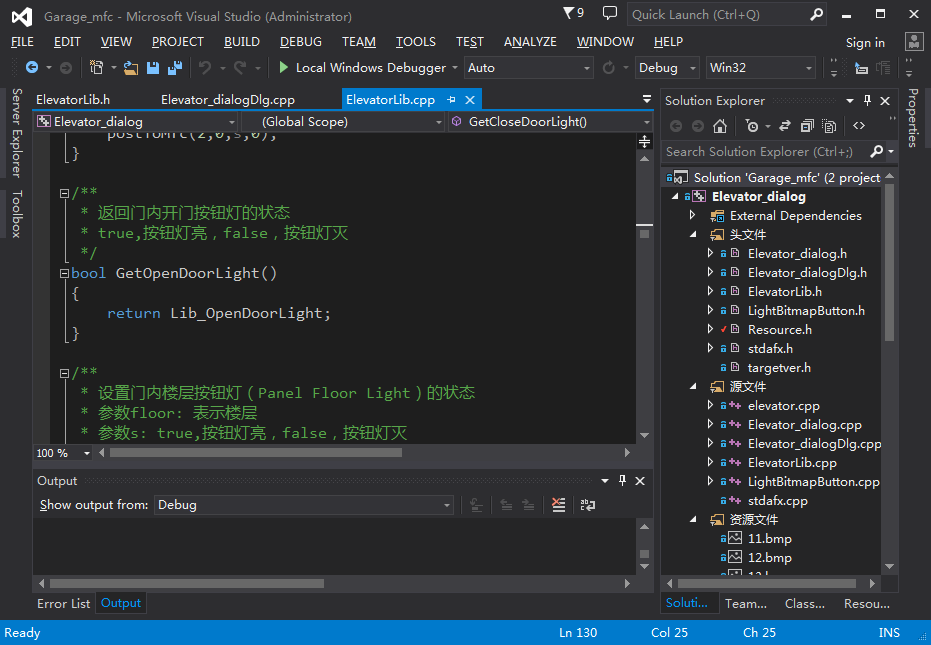 Garage_mfc - Microsoft Visual Studio (Administrator)
9
Quick Launch (Ctrl+Q)
FILE EDIT VIEW PROJECT BUILD DEBUG TEAM TOOLS TEST ANALYZE WINDOW HELP
Sign in
Local Windows Debugger
Auto
Debug
Win32
Server Explorer
Toolbox
ElevatorLib.h
Elevator_dialogDlg.cpp
ElevatorLib.cpp
Elevator_dialog
(Global Scope)
GetCloseDoorLight()
postToMfc(2,0,s,0);
}
/**
* 返回门内开门按钮灯的状态
* true,按钮灯亮，false，按钮灯灭
*/
bool GetOpenDoorLight()
{
return Lib_OpenDoorLight;
}
/**
* 设置门内楼层按钮灯（Panel Floor Light）的状态
* 参数floor: 表示楼层
* 参数s: true,按钮灯亮，false，按钮灯灭
100 %
Output
Show output from:
Debug
Error List
Output
Solution Explorer
Search Solution Explorer (Ctrl+;)
Solution 'Garage_mfc' (2 project
Elevator_dialog
External Dependencies
头文件
Elevator_dialog.h
Elevator_dialogDlg.h
ElevatorLib.h
LightBitmapButton.h
Resource.h
stdafx.h
targetver.h
源文件
elevator.cpp
Elevator_dialog.cpp
Elevator_dialogDlg.cpp
ElevatorLib.cpp
LightBitmapButton.cpp
stdafx.cpp
资源文件
11.bmp
12.bmp
Soluti...
Team...
Class...
Resou...
Properties
Ready
Ln 130
Col 25
Ch 25
INS